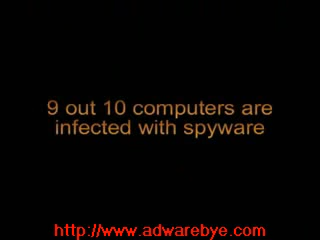 9 out 10 computers are
infected with spyware
http://www.adwarebye.com